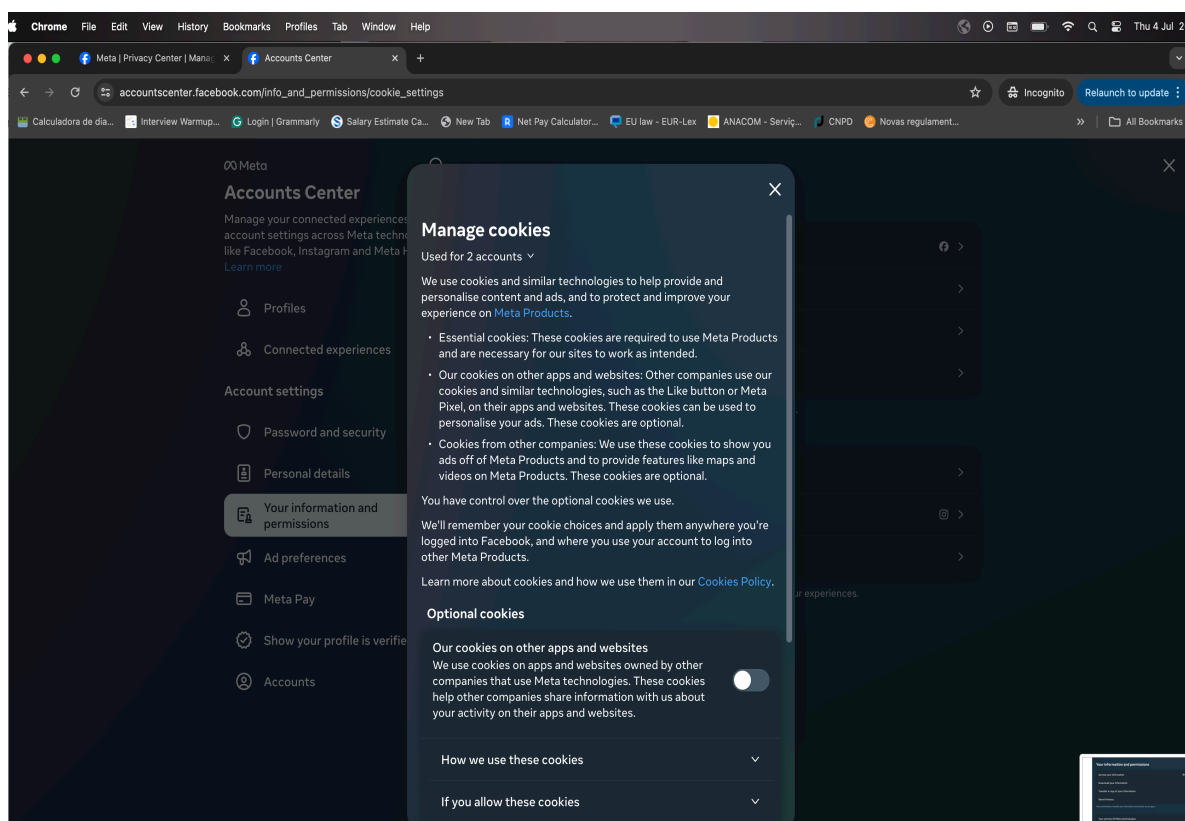 Chrome File Edit View History Bookmarks Profiles Tab Window Help
Thu 4 Jul 2
Meta | Privacy Center | Manag
Accounts Center
accountscenter.facebook.com/info_and_permissions/cookie_settings
Incognito
Relaunch to update
Calculadora de dia...
Interview Warmup...
Login | Grammarly
Salary Estimate Ca...
New Tab
Net Pay Calculator...
EU law - EUR-Lex
ANACOM - Serviç...
CNPD
Novas regulament...
All Bookmarks
Meta
Accounts Center
Manage your connected experiences
account settings across Meta techno
like Facebook, Instagram and Meta H
Learn more
Profiles
Connected experiences
Account settings
Password and security
Personal details
Your information and
permissions
Ad preferences
Meta Pay
Show your profile is verifie
Accounts
Manage cookies
Used for 2 accounts
We use cookies and similar technologies to help provide and
personalise content and ads, and to protect and improve your
experience on Meta Products.
• Essential cookies: These cookies are required to use Meta Products
and are necessary for our sites to work as intended.
• Our cookies on other apps and websites: Other companies use our
cookies and similar technologies, such as the Like button or Meta
Pixel, on their apps and websites. These cookies can be used to
personalise your ads. These cookies are optional.
• Cookies from other companies: We use these cookies to show you
ads off of Meta Products and to provide features like maps and
videos on Meta Products. These cookies are optional.
You have control over the optional cookies we use.
We'll remember your cookie choices and apply them anywhere you're
logged into Facebook, and where you use your account to log into
other Meta Products.
Learn more about cookies and how we use them in our Cookies Policy.
ur experiences.
Optional cookies
Our cookies on other apps and websites
We use cookies on apps and websites owned by other
companies that use Meta technologies. These cookies
help other companies share information with us about
your activity on their apps and websites.
How we use these cookies
If you allow these cookies
Your information and permissions